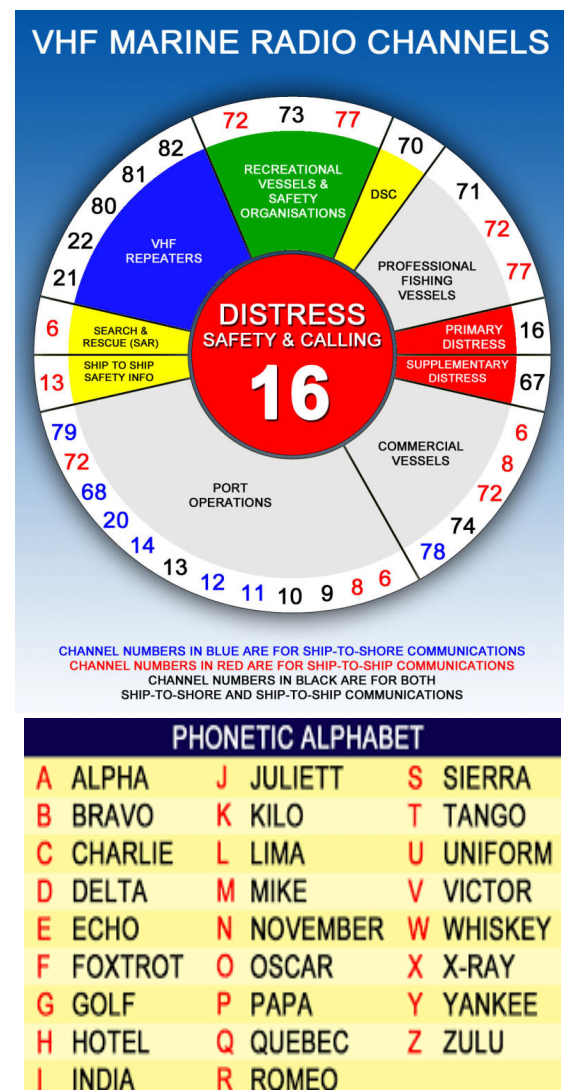 VHF MARINE RADIO CHANNELS
72 73 77
RECREATIONAL
VESSELS &
SAFETY
ORGANISATIONS
70
DSC
71
72
77
PROFESSIONAL
FISHING
VESSELS
16
PRIMARY
DISTRESS
67
SUPPLEMENTARY
DISTRESS
6
8
72
74
78
COMMERCIAL
VESSELS
6
8
9
10
11
12
13
14
20
68
72
79
PORT
OPERATIONS
13
SHIP TO SHIP
SAFETY INFO
6
SEARCH &
RESCUE (SAR)
21
22
80
81
82
VHF
REPEATERS
DISTRESS
SAFETY & CALLING
16
CHANNEL NUMBERS IN BLUE ARE FOR SHIP-TO-SHORE COMMUNICATIONS
CHANNEL NUMBERS IN RED ARE FOR SHIP-TO-SHIP COMMUNICATIONS
CHANNEL NUMBERS IN BLACK ARE FOR BOTH
SHIP-TO-SHORE AND SHIP-TO-SHIP COMMUNICATIONS
PHONETIC ALPHABET
A ALPHA J JULIETT S SIERRA
B BRAVO K KILO T TANGO
C CHARLIE L LIMA U UNIFORM
D DELTA M MIKE V VICTOR
E ECHO N NOVEMBER W WHISKEY
F FOXTROT O OSCAR X X-RAY
G GOLF P PAPA Y YANKEE
H HOTEL Q QUEBEC Z ZULU
I INDIA R ROMEO